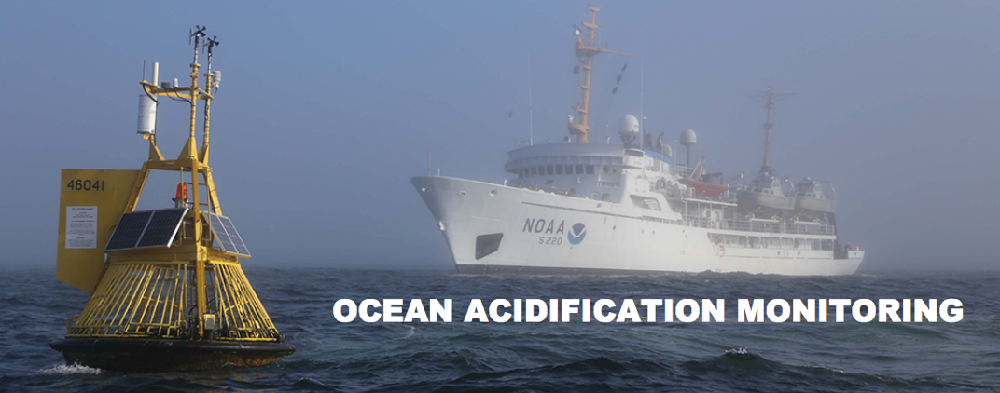 46041
NOAA
S 220
OCEAN ACIDIFICATION MONITORING